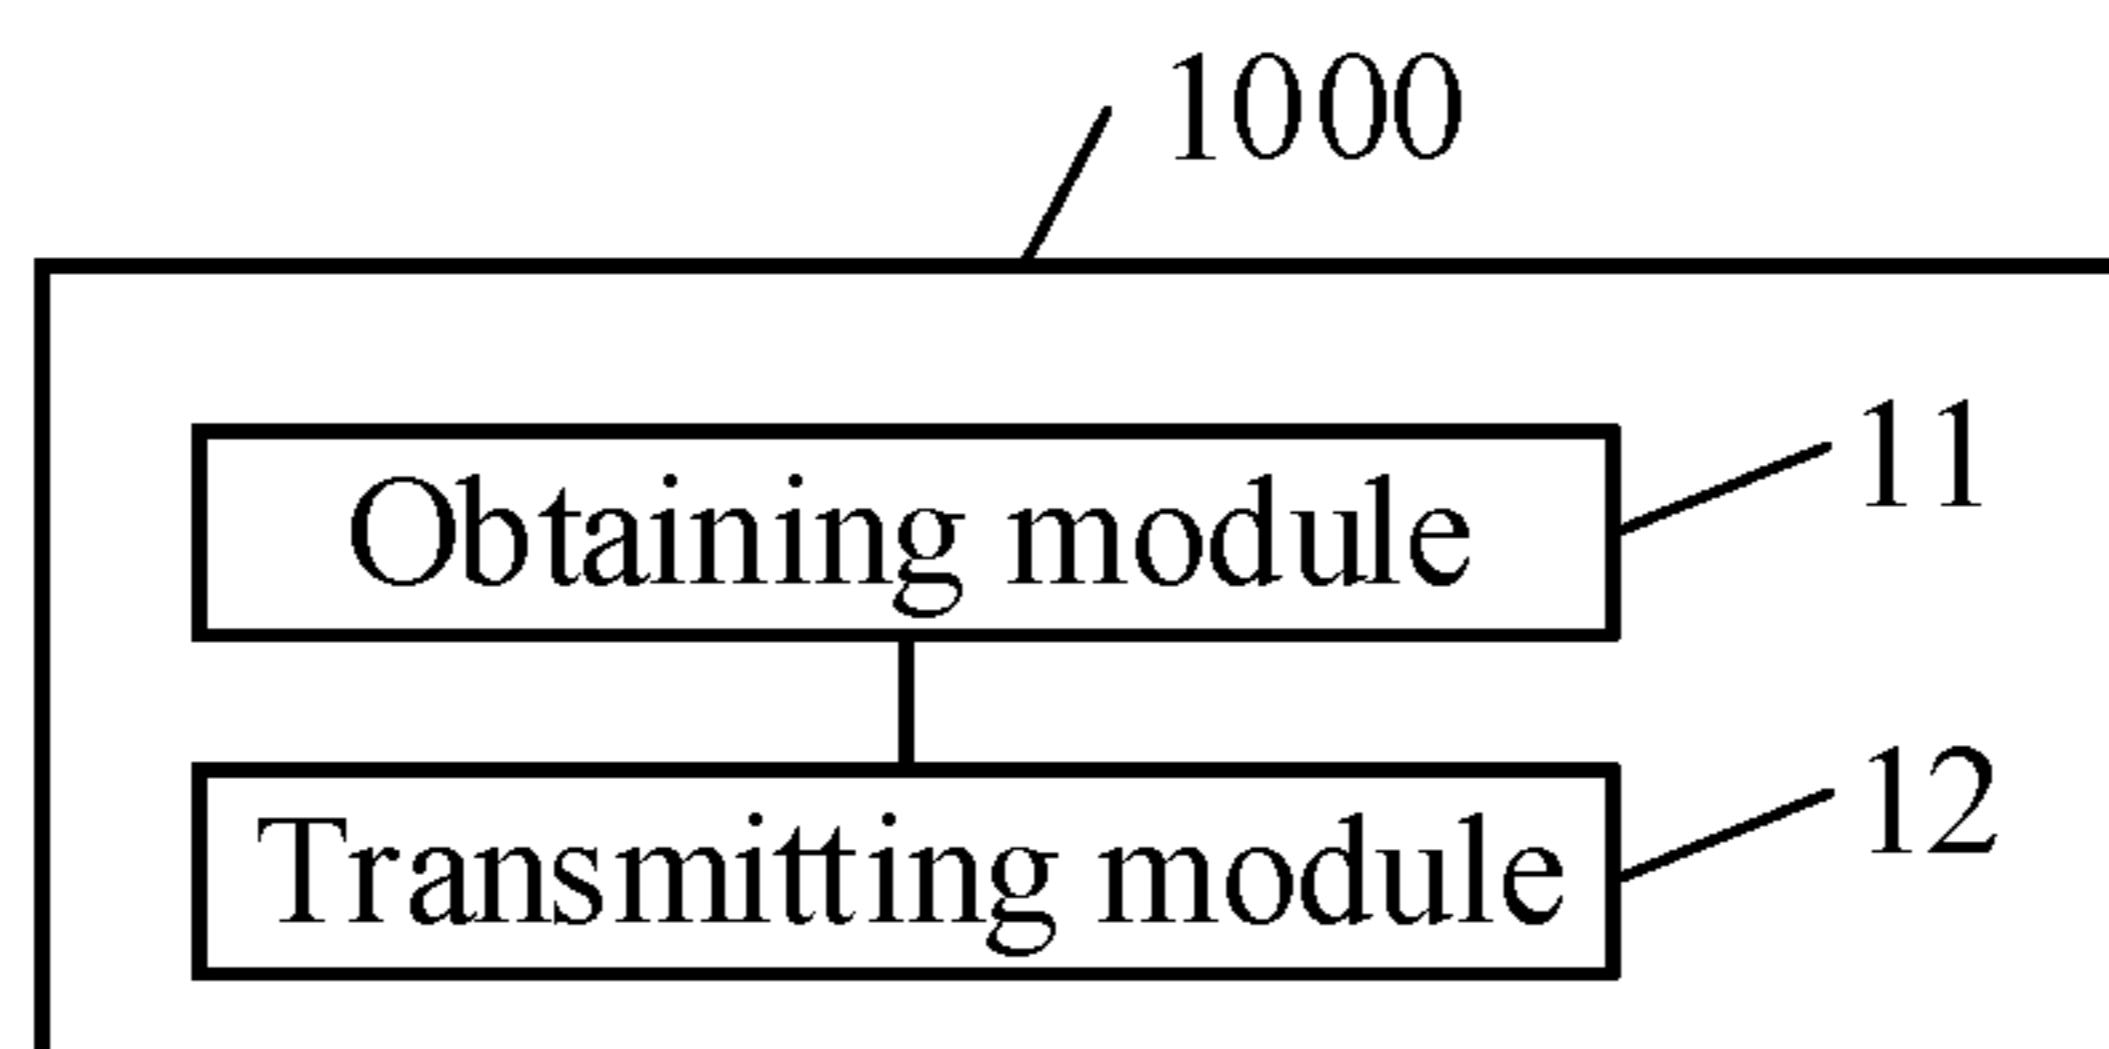 1000
Obtaining module
11
Transmitting module
12